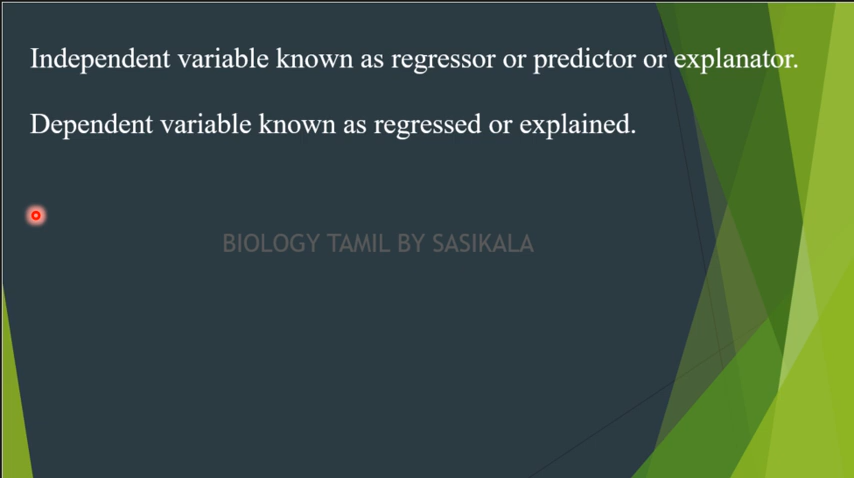 Independent variable known as regressor or predictor or explanator.
Dependent variable known as regressed or explained.
BIOLOGY TAMIL BY SASIKALA